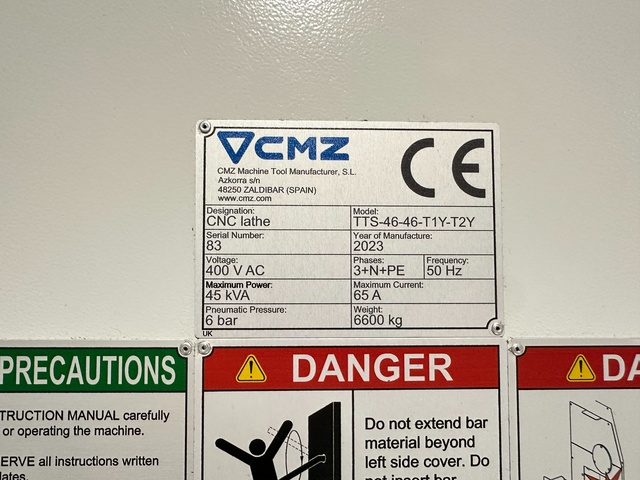 CMZ
CE
CMZ Machine Tool Manufacturer, S.L.
Azkorra s/n
48250 ZALDIBAR (SPAIN)
www.cmz.com
Designation:
CNC lathe
Model:
TTS-46-46-T1Y-T2Y
Serial Number:
83
Year of Manufacture:
2023
Voltage:
400 V AC
Phases:
3+N+PE
Frequency:
50 Hz
Maximum Power:
45 kVA
Maximum Current:
65 A
Pneumatic Pressure:
6 bar
Weight:
6600 kg
UK
PRECAUTIONS
TRUCTION MANUAL carefully
or operating the machine.
ERVE all instructions written
lates.
DANGER
Do not extend bar
material beyond
left side cover. Do
not insert bar
DA